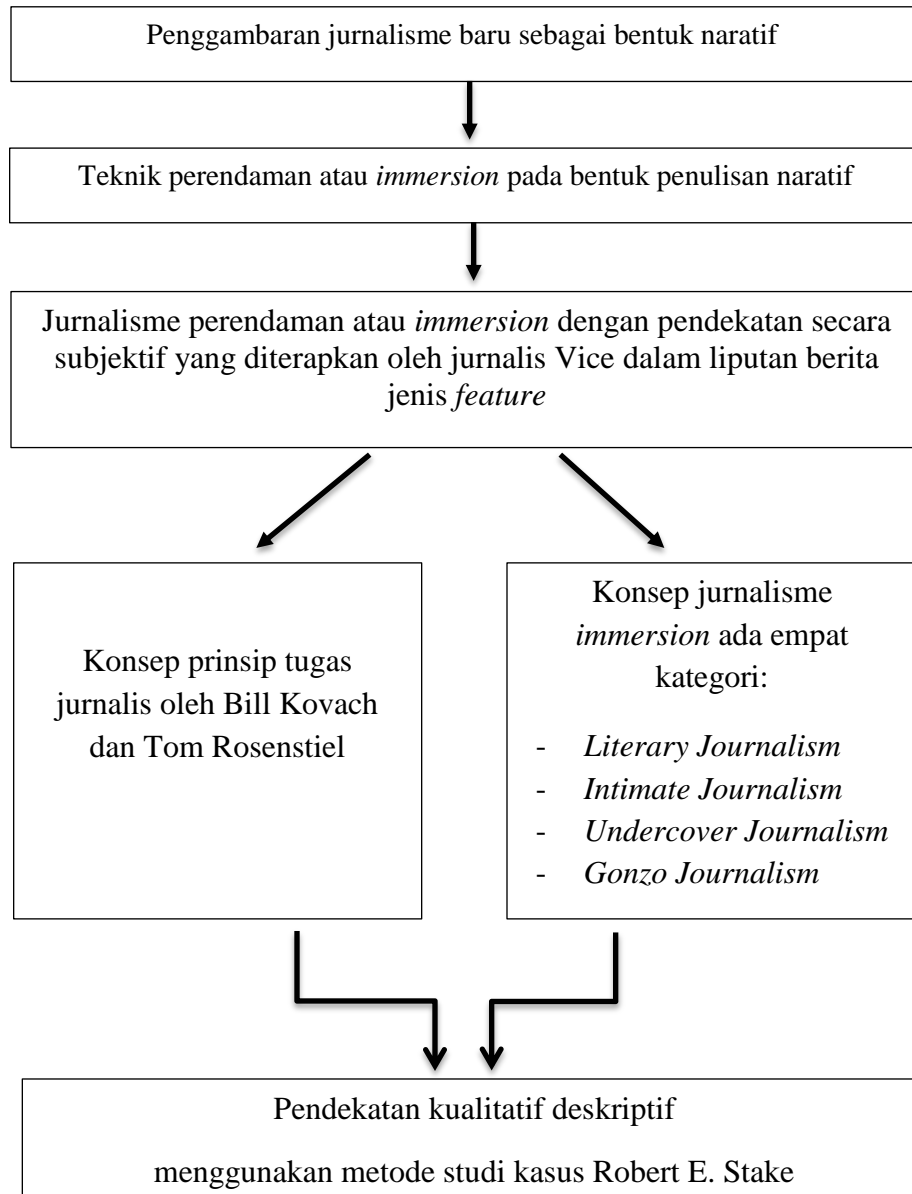 Penggambaran jurnalisme baru sebagai bentuk naratif
Teknik perendaman atau immersion pada bentuk penulisan naratif
Jurnalisme perendaman atau immersion dengan pendekatan secara
subjektif yang diterapkan oleh jurnalis Vice dalam liputan berita
jenis feature
Konsep prinsip tugas
jurnalis oleh Bill Kovach
dan Tom Rosenstiel
Konsep jurnalisme
immersion ada empat
kategori:
- Literary Journalism
- Intimate Journalism
- Undercover Journalism
- Gonzo Journalism
Pendekatan kualitatif deskriptif
menggunakan metode studi kasus Robert E. Stake